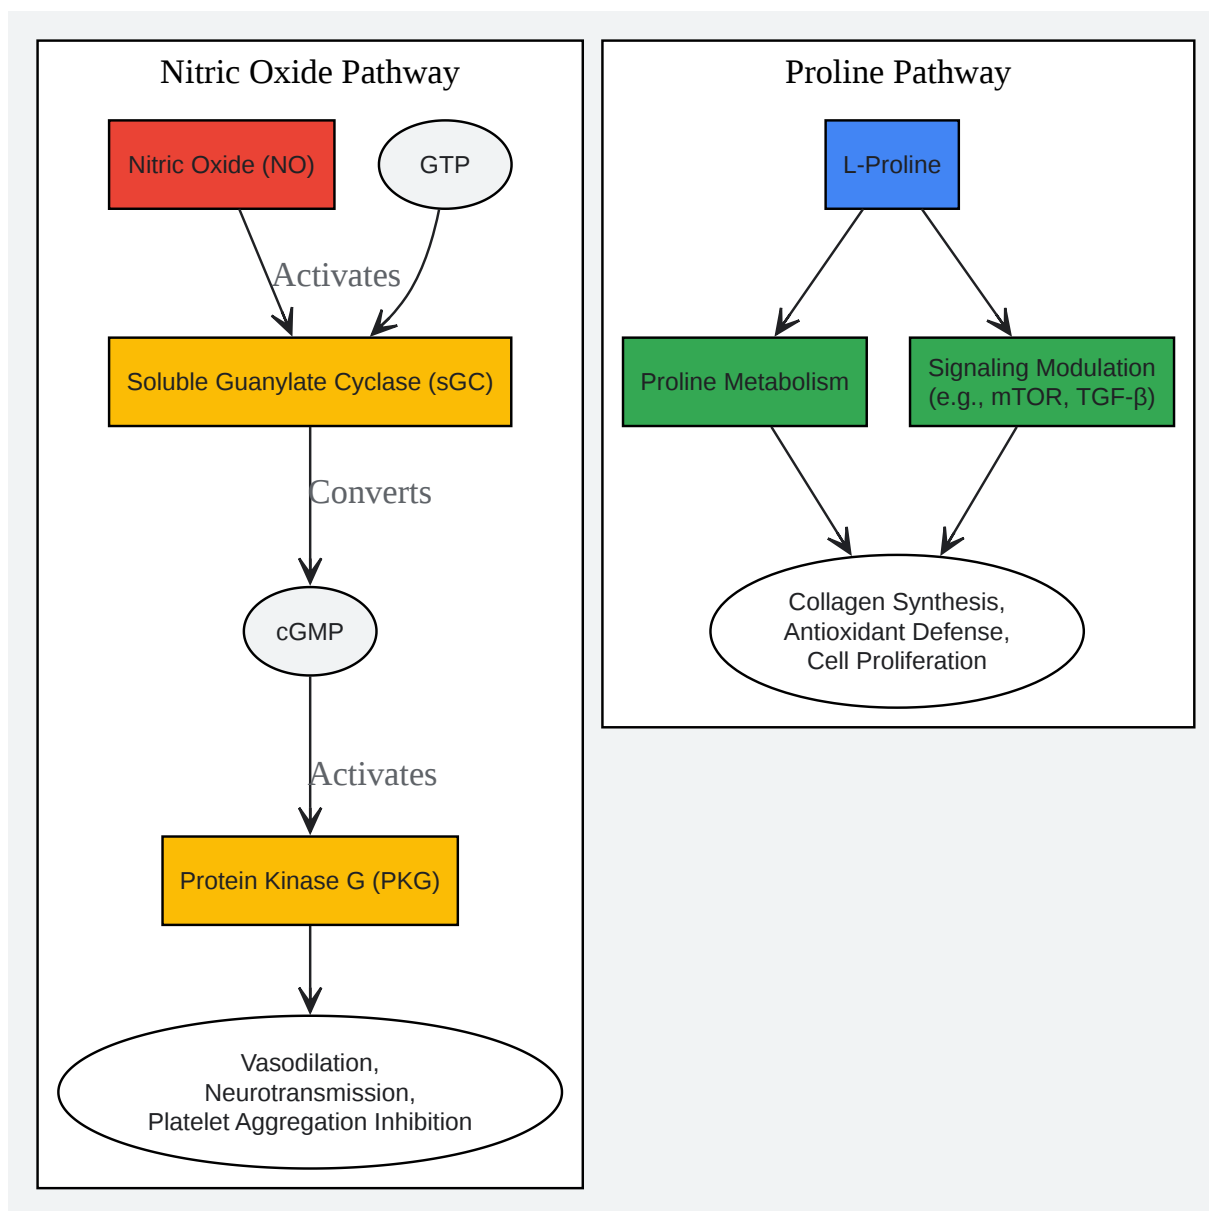 Nitric Oxide Pathway
Nitric Oxide (NO)
GTP
Activates
Soluble Guanylate Cyclase (sGC)
Converts
cGMP
Activates
Protein Kinase G (PKG)
Vasodilation,
Neurotransmission,
Platelet Aggregation Inhibition
Proline Pathway
L-Proline
Proline Metabolism
Signaling Modulation
(e.g., mTOR, TGF-β)
Collagen Synthesis,
Antioxidant Defense,
Cell Proliferation